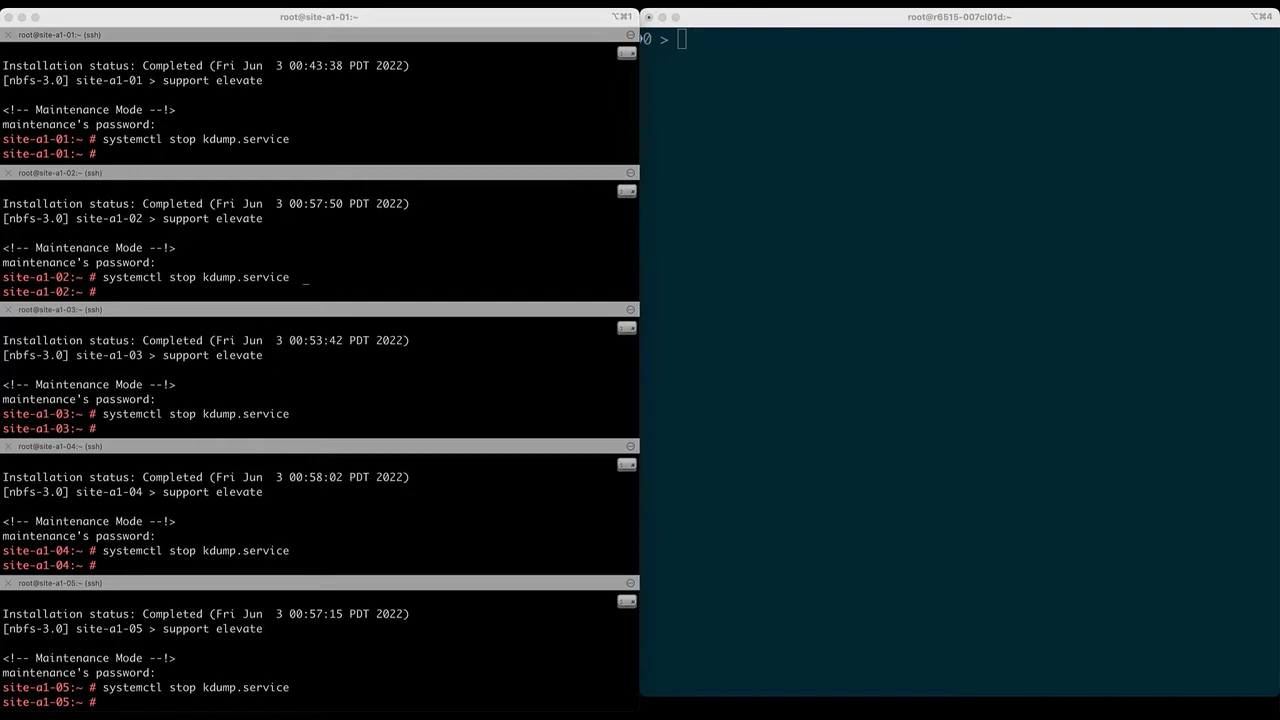 root@site-a1-01:~
⌥⌘1
root@site-a1-01:~ (ssh)
Installation status: Completed (Fri Jun  3 00:43:38 PDT 2022)
[nbfs-3.0] site-a1-01 > support elevate
<!-- Maintenance Mode --!>
maintenance's password:
site-a1-01:~ # systemctl stop kdump.service
site-a1-01:~ #
root@site-a1-02:~ (ssh)
Installation status: Completed (Fri Jun  3 00:57:50 PDT 2022)
[nbfs-3.0] site-a1-02 > support elevate
<!-- Maintenance Mode --!>
maintenance's password:
site-a1-02:~ # systemctl stop kdump.service  _
site-a1-02:~ #
root@site-a1-03:~ (ssh)
Installation status: Completed (Fri Jun  3 00:53:42 PDT 2022)
[nbfs-3.0] site-a1-03 > support elevate
<!-- Maintenance Mode --!>
maintenance's password:
site-a1-03:~ # systemctl stop kdump.service
site-a1-03:~ #
root@site-a1-04:~ (ssh)
Installation status: Completed (Fri Jun  3 00:58:02 PDT 2022)
[nbfs-3.0] site-a1-04 > support elevate
<!-- Maintenance Mode --!>
maintenance's password:
site-a1-04:~ # systemctl stop kdump.service
site-a1-04:~ #
root@site-a1-05:~ (ssh)
Installation status: Completed (Fri Jun  3 00:57:15 PDT 2022)
[nbfs-3.0] site-a1-05 > support elevate
<!-- Maintenance Mode --!>
maintenance's password:
site-a1-05:~ # systemctl stop kdump.service
site-a1-05:~ #
root@r6515-007cl01d:~
⌥⌘4
0 >